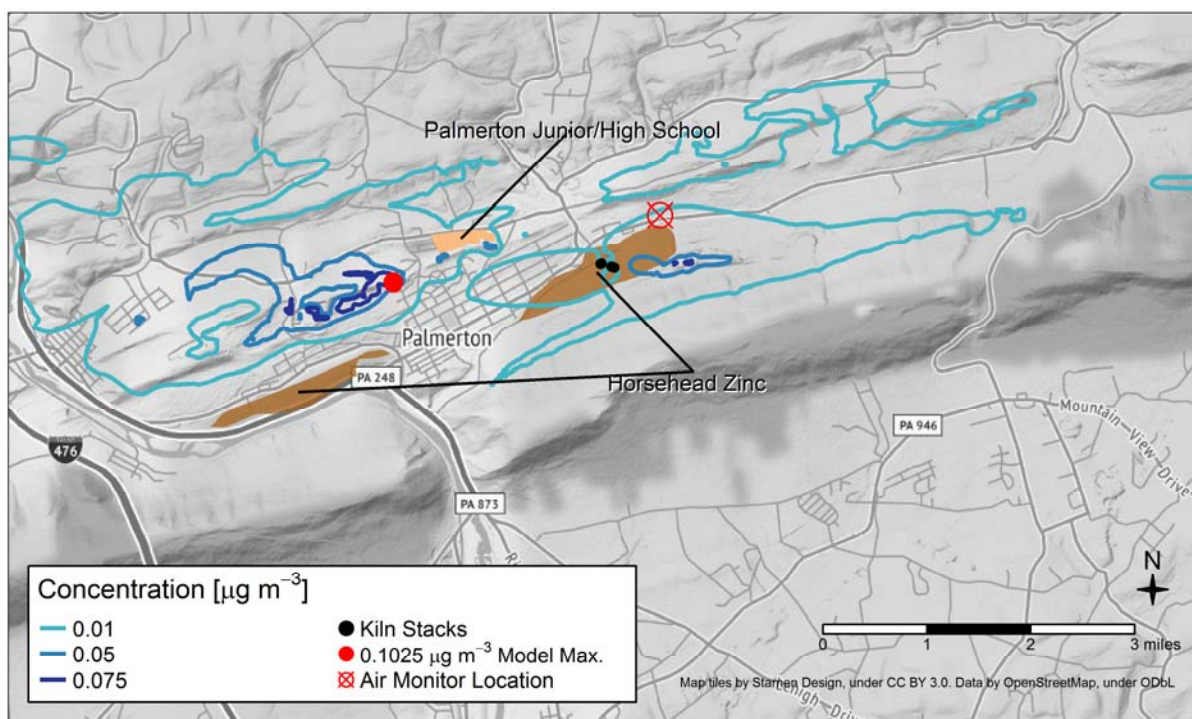 Palmerton Junior/High School
Palmerton
PA 248
Horsehead Zinc
476
PA 873
PA 946
Mountain View Drive
Lehigh Drive
N
0 1 2 3 miles
Concentration [μg m⁻³]
0.01
0.05
0.075
Kiln Stacks
0.1025 μg m⁻³ Model Max.
Air Monitor Location
Map tiles by Stamen Design, under CC BY 3.0. Data by OpenStreetMap, under ODbL